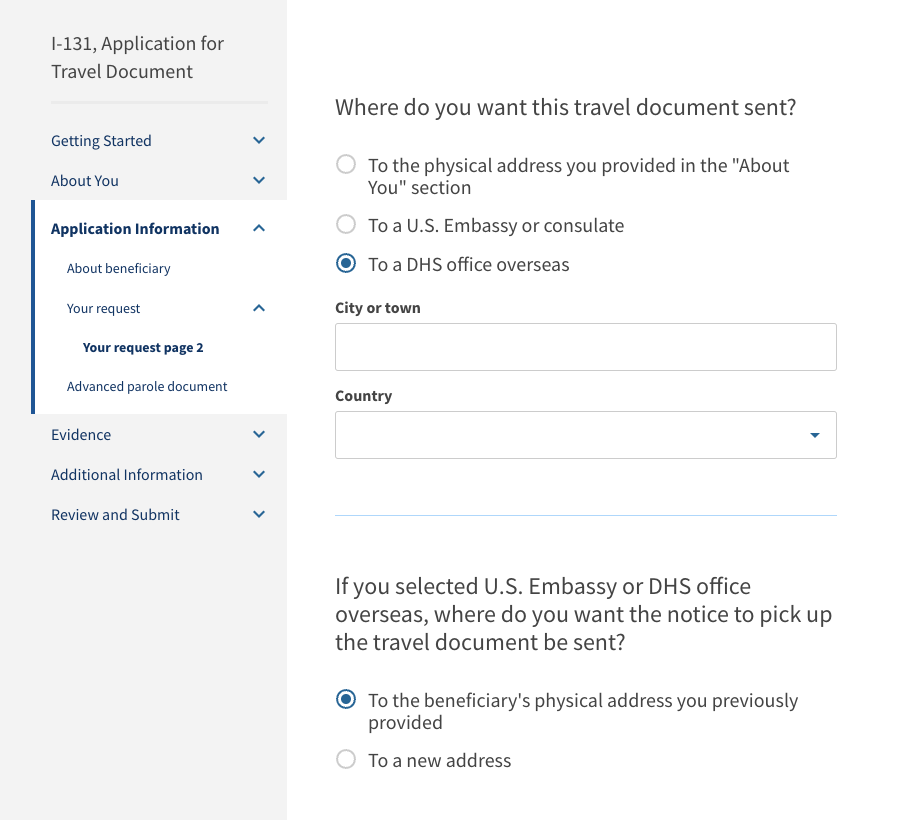 I-131, Application for
Travel Document
Getting Started
About You
Application Information
About beneficiary
Your request
Your request page 2
Advanced parole document
Evidence
Additional Information
Review and Submit
Where do you want this travel document sent?
To the physical address you provided in the "About
You" section
To a U.S. Embassy or consulate
To a DHS office overseas
City or town
Country
If you selected U.S. Embassy or DHS office
overseas, where do you want the notice to pick up
the travel document be sent?
To the beneficiary's physical address you previously
provided
To a new address